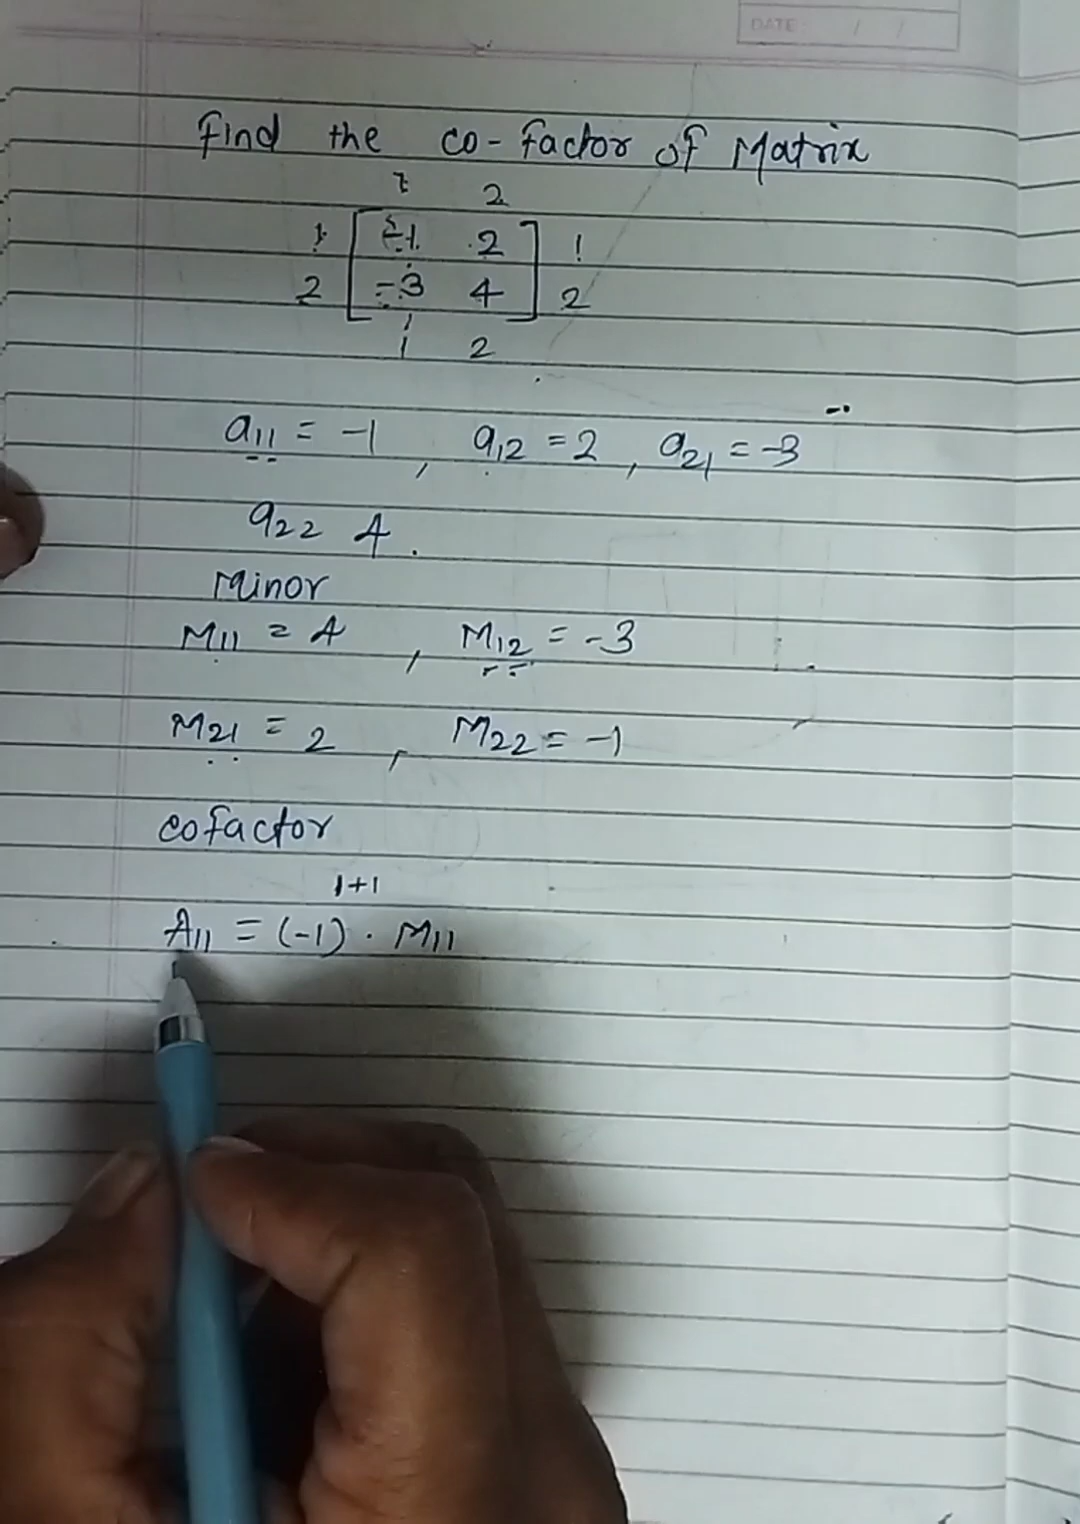 DATE: / /
Find the co-factor of Matrix
2
1 [-1 2] 1
2 [-3 4] 2
1 2
a11 = -1 , a12 = 2 , a21 = -3
a22 4.
Minor
M11 = 4 , M12 = -3
M21 = 2 , M22 = -1
cofactor
1+1
A11 = (-1) . M11